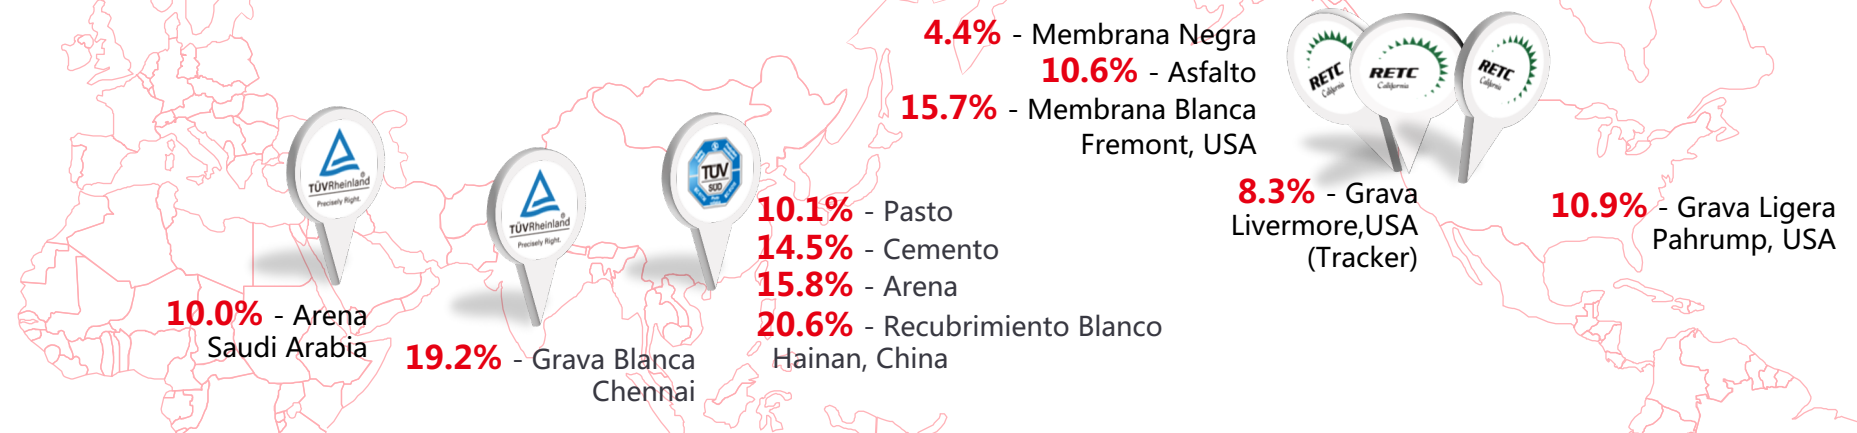 4.4% - Membrana Negra
10.6% - Asfalto
15.7% - Membrana Blanca
Fremont, USA
RETC
California
RETC
California
RETC
California
8.3% - Grava
Livermore,USA
(Tracker)
10.9% - Grava Ligera
Pahrump, USA
TÜVRheinland®
Precisely Right.
10.0% - Arena
Saudi Arabia
TÜVRheinland®
Precisely Right.
19.2% - Grava Blanca
Chennai
TÜV
SÜD
10.1% - Pasto
14.5% - Cemento
15.8% - Arena
20.6% - Recubrimiento Blanco
Hainan, China